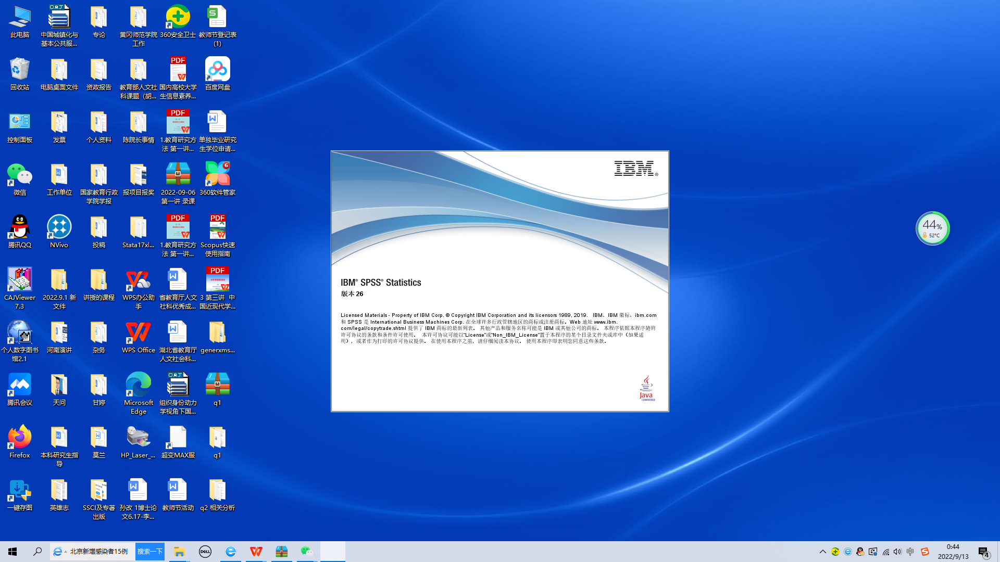 此电脑
中国城镇化与
基本公共服...
专论
黄冈师范学院
工作
360安全卫士
教师节登记表
(1)
回收站
电脑桌面文件
资政报告
教育部人文社
科课题（胡...
PDF
国内高校大学
生信息素养...
百度网盘
控制面板
发票
个人资料
陈院长事情
PDF
1.教育研究方
法 第一讲...
单独毕业研究
生学位申请...
微信
工作单位
国家教育行政
学院学报
报项目报奖
2022-09-06
第一讲 录课
6
360软件管家
腾讯QQ
NVivo
投稿
Stata17xl...
PDF
1.教育研究方
法 第一讲...
PDF
Scopus快速
使用指南
CAJViewer
7.3
2022.9.1 新
文件
讲授的课程
WPS办公助
手
省教育厅人文
社科优秀成...
PDF
3 第三讲 中
国近现代学...
个人数字图书
馆2.1
河南演讲
杂务
WPS Office
湖北省教育厅
人文社会科...
generxms...
腾讯会议
天问
甘婷
Microsoft
Edge
CAJ
组织身份动力
学视角下国...
q1
Firefox
本科研究生指
导
莫兰
HP_Laser_...
超变MAX服
q1
一键存图
英雄志
SSCI及专著
出版
孙改 1博士论
文6.17-李...
教师节活动
q2 相关分析
IBM®
IBM® SPSS® Statistics
版本 26
Licensed Materials - Property of IBM Corp. © Copyright IBM Corporation and its licensors 1989, 2019. IBM、IBM 徽标、ibm.com
和 SPSS 是 International Business Machines Corp. 在全球许多行政管辖地区的商标或注册商标。Web 地址 www.ibm.
com/legal/copytrade.shtml 提供了 IBM 商标的最新列表。 其他产品和服务名称可能是 IBM 或其他公司的商标。 本程序依据本程序随附
许可协议的条款和条件许可使用。 本许可协议可能以“License”或“Non_IBM_License”置于本程序的某个目录文件夹或库中（如果适
用），或者作为打印的许可协议提供。 在使用本程序之前，请仔细阅读本协议。 使用本程序即表明您同意这些条款。
Java
COMPATIBLE
44%
52°C
北京新增感染者15例
搜索一下
DELL
中
0:44
2022/9/13
4